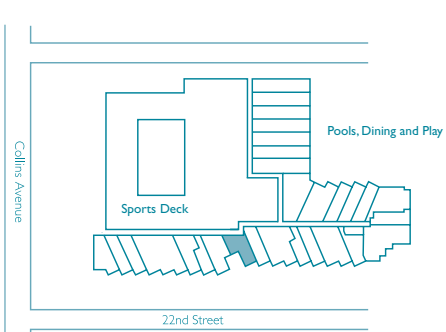 Pools, Dining and Play
Collins Avenue
Sports Deck
22nd Street